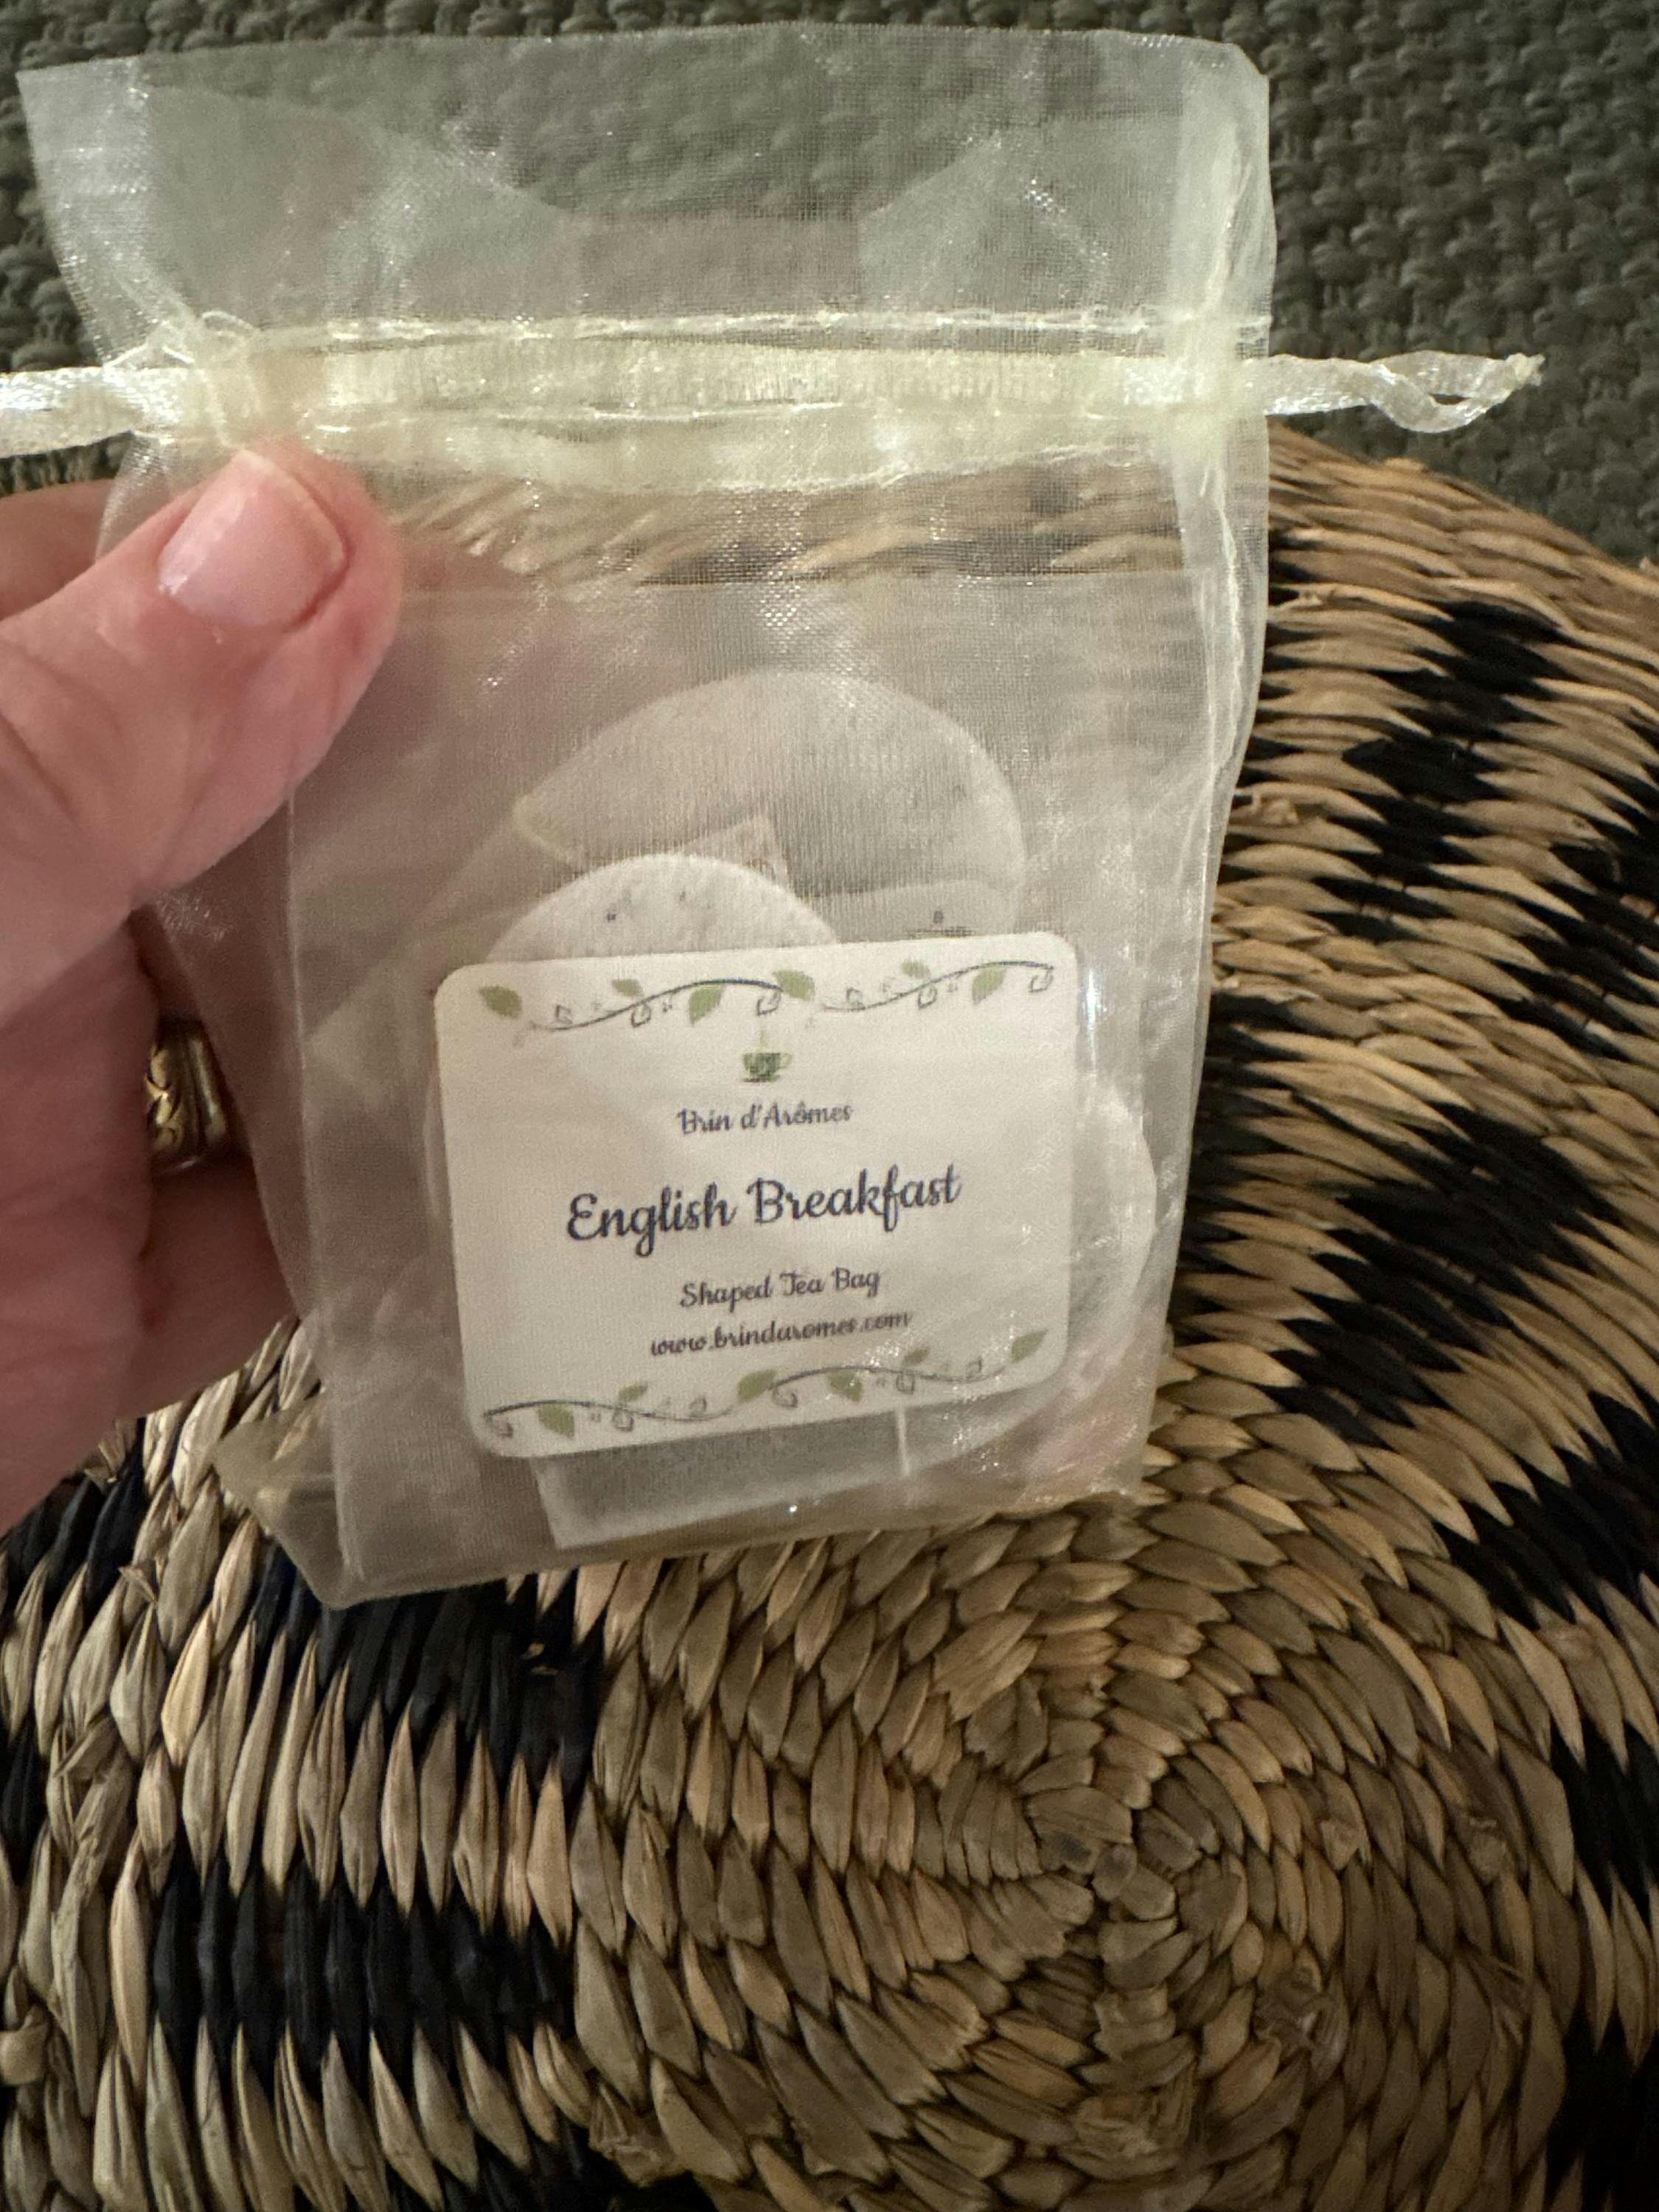 Brin d'Arômes
English Breakfast
Shaped Tea Bag
www.brindaromes.com